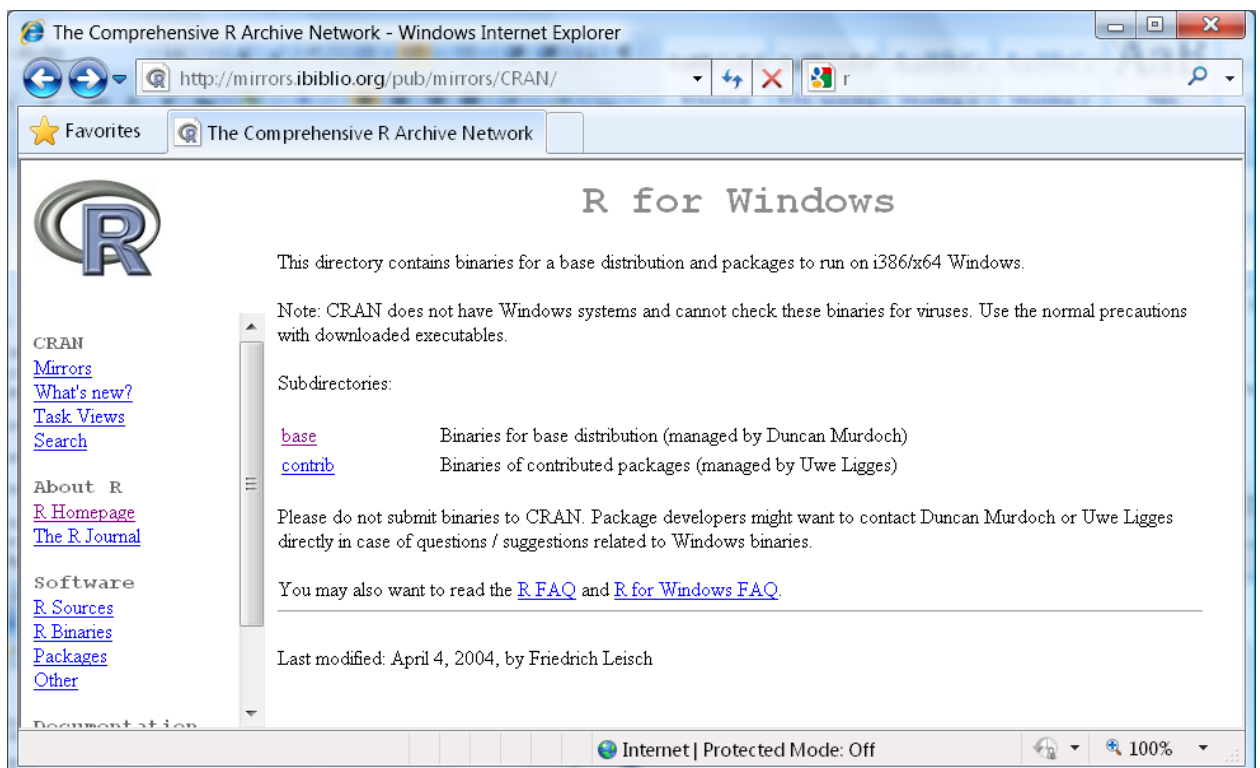 The Comprehensive R Archive Network - Windows Internet Explorer
http://mirrors.ibiblio.org/pub/mirrors/CRAN/
r
Favorites
The Comprehensive R Archive Network
R
CRAN
Mirrors
What's new?
Task Views
Search
About R
R Homepage
The R Journal
Software
R Sources
R Binaries
Packages
Other
Documentation
R for Windows
This directory contains binaries for a base distribution and packages to run on i386/x64 Windows.
Note: CRAN does not have Windows systems and cannot check these binaries for viruses. Use the normal precautions
with downloaded executables.
Subdirectories:
base Binaries for base distribution (managed by Duncan Murdoch)
contrib Binaries of contributed packages (managed by Uwe Ligges)
Please do not submit binaries to CRAN. Package developers might want to contact Duncan Murdoch or Uwe Ligges
directly in case of questions / suggestions related to Windows binaries.
You may also want to read the R FAQ and R for Windows FAQ.
Last modified: April 4, 2004, by Friedrich Leisch
Internet | Protected Mode: Off
100%